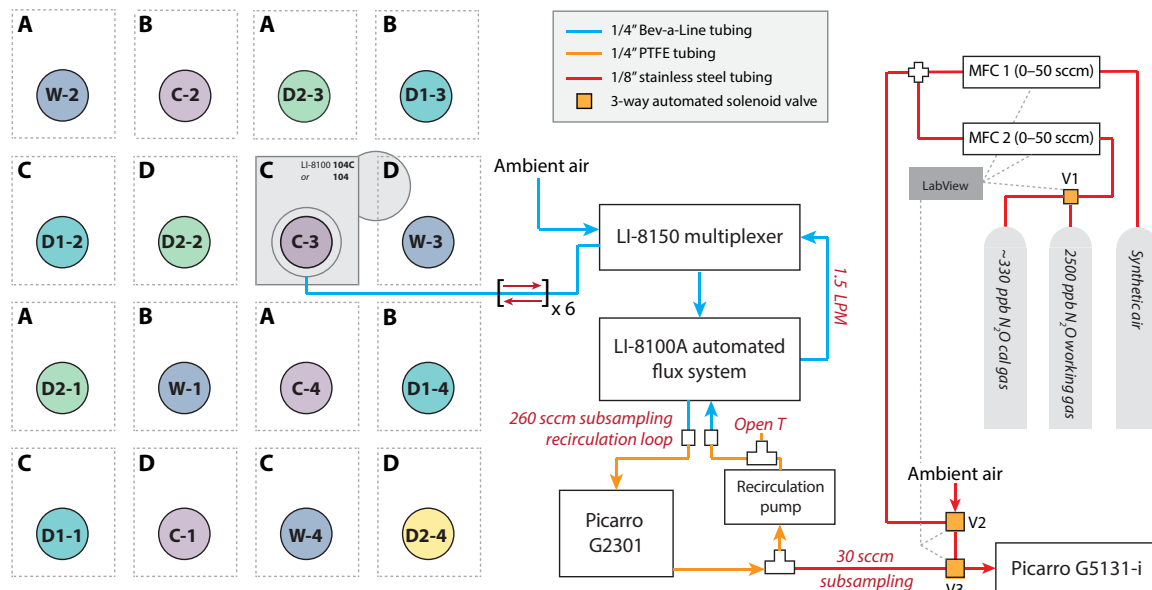 A
B
A
B
W-2
C-2
D2-3
D1-3
C
D
C
D
LI-8100 104C
or 104
D1-2
D2-2
C-3
W-3
A
B
A
B
D2-1
W-1
C-4
D1-4
C
D
C
D
D1-1
C-1
W-4
D2-4
1/4” Bev-a-Line tubing
1/4” PTFE tubing
1/8” stainless steel tubing
3-way automated solenoid valve
Ambient air
LI-8150 multiplexer
[ ] x 6
1.5 LPM
LI-8100A automated
flux system
260 sccm subsampling
recirculation loop
Open T
Recirculation
pump
Picarro
G2301
30 sccm
subsampling
MFC 1 (0–50 sccm)
MFC 2 (0–50 sccm)
LabView
V1
~330 ppb N₂O cal gas
2500 ppb N₂O working gas
Synthetic air
Ambient air
V2
V3
Picarro G5131-i